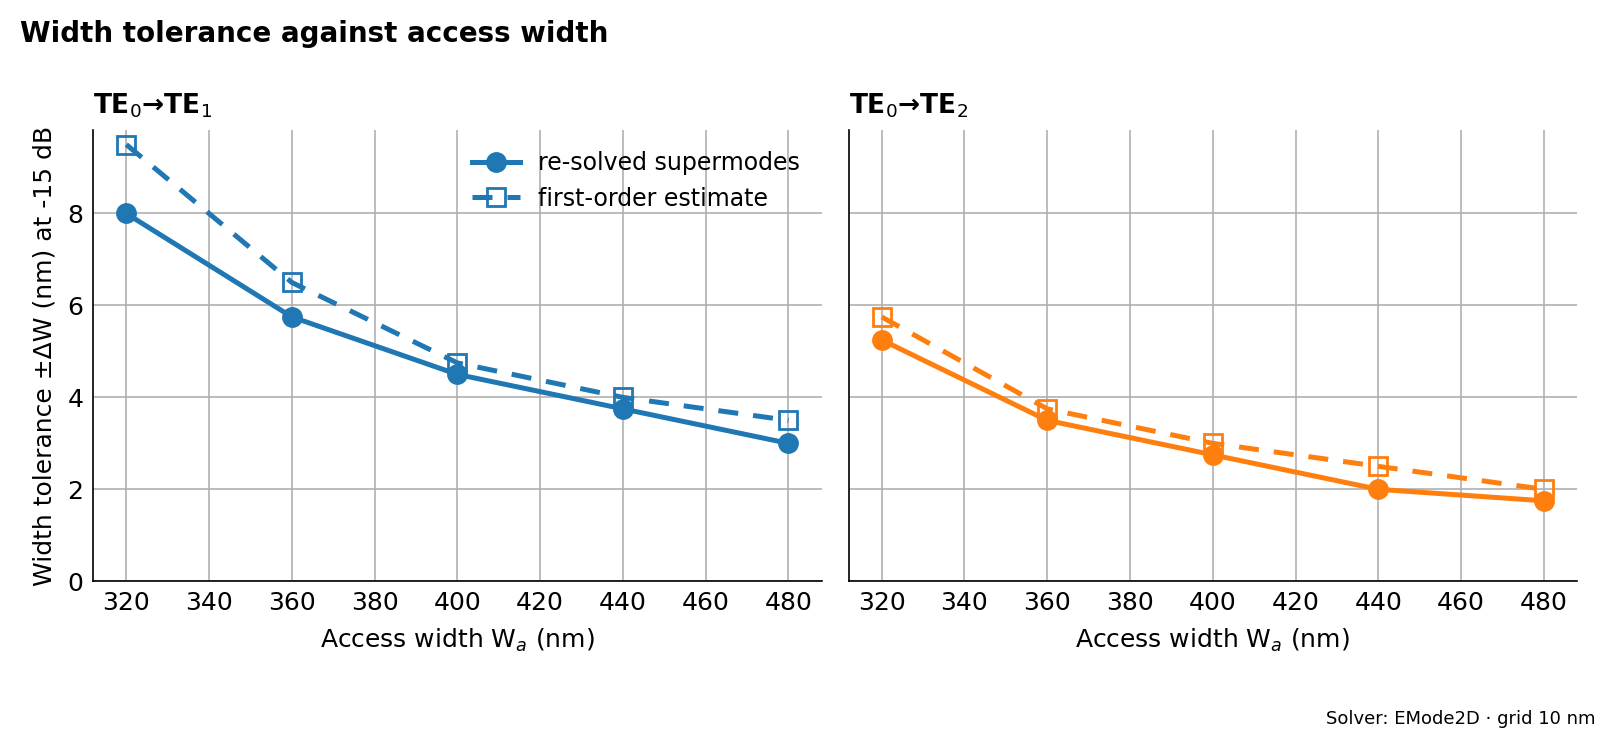 Width tolerance against access width
TE₀→TE₁
Width tolerance ±ΔW (nm) at -15 dB
8
6
4
2
0
re-solved supermodes
first-order estimate
320 340 360 380 400 420 440 460 480
Access width Wₐ (nm)
TE₀→TE₂
320 340 360 380 400 420 440 460 480
Access width Wₐ (nm)
Solver: EMode2D · grid 10 nm